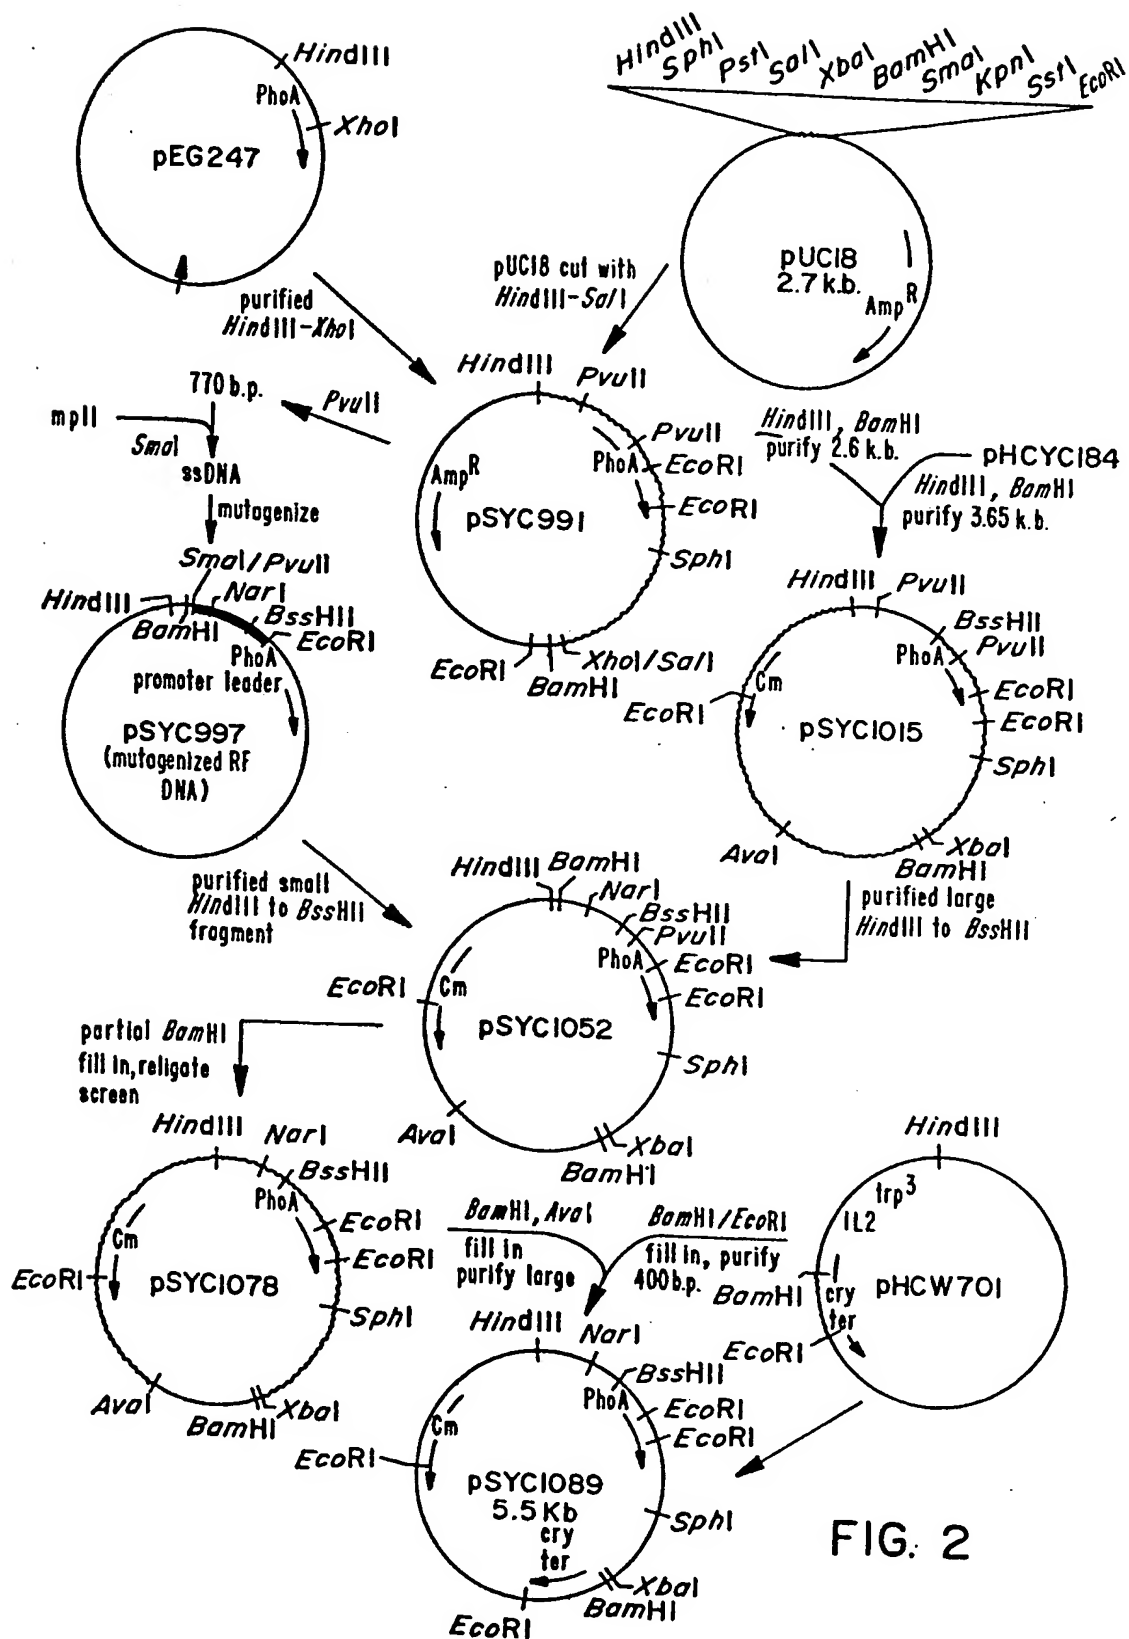 HindIII
SphI
PstI
SalI
XbaI
BamHI
SmaI
KpnI
SstI
EcoRI
HindIII
PhoA
XhoI
pEG247
pUC18
2.7 k.b.
Amp R
purified
HindIII-XhoI
pUC18 cut with
HindIII-SalI
770 b.p.
PvuII
mp11
SmaI
ssDNA
mutagenize
HindIII
PvuII
PvuII
PhoA
EcoRI
EcoRI
SphI
Amp R
pSYC991
EcoRI
BamHI
XhoI/SalI
HindIII, BamHI
purify 2.6 k.b.
pHCYC184
HindIII, BamHI
purify 3.65 k.b.
SmaI/PvuII
HindIII
NarI
BamHI
BssHII
EcoRI
PhoA
promoter leader
pSYC997
(mutagenized RF
DNA)
HindIII
PvuII
BssHII
PhoA
PvuII
EcoRI
EcoRI
Cm
EcoRI
pSYC1015
SphI
AvaI
XbaI
BamHI
purified small
HindIII to BssHII
fragment
purified large
HindIII to BssHII
HindIII
BamHI
NarI
BssHII
PvuII
PhoA
EcoRI
EcoRI
EcoRI
Cm
pSYC1052
SphI
AvaI
XbaI
BamHI
partial BamHI
fill in, religate
screen
HindIII
NarI
BssHII
PhoA
EcoRI
EcoRI
Cm
EcoRI
pSYC1078
SphI
AvaI
BamHI
XbaI
BamHI, AvaI
fill in
purify large
BamHI/EcoRI
fill in, purify
400 b.p.
HindIII
trp3
IL2
BamHI
cry
ter
EcoRI
pHCW701
HindIII
NarI
BssHII
PhoA
EcoRI
EcoRI
Cm
EcoRI
pSYC1089
5.5 Kb
cry
ter
SphI
XbaI
BamHI
EcoRI
FIG. 2